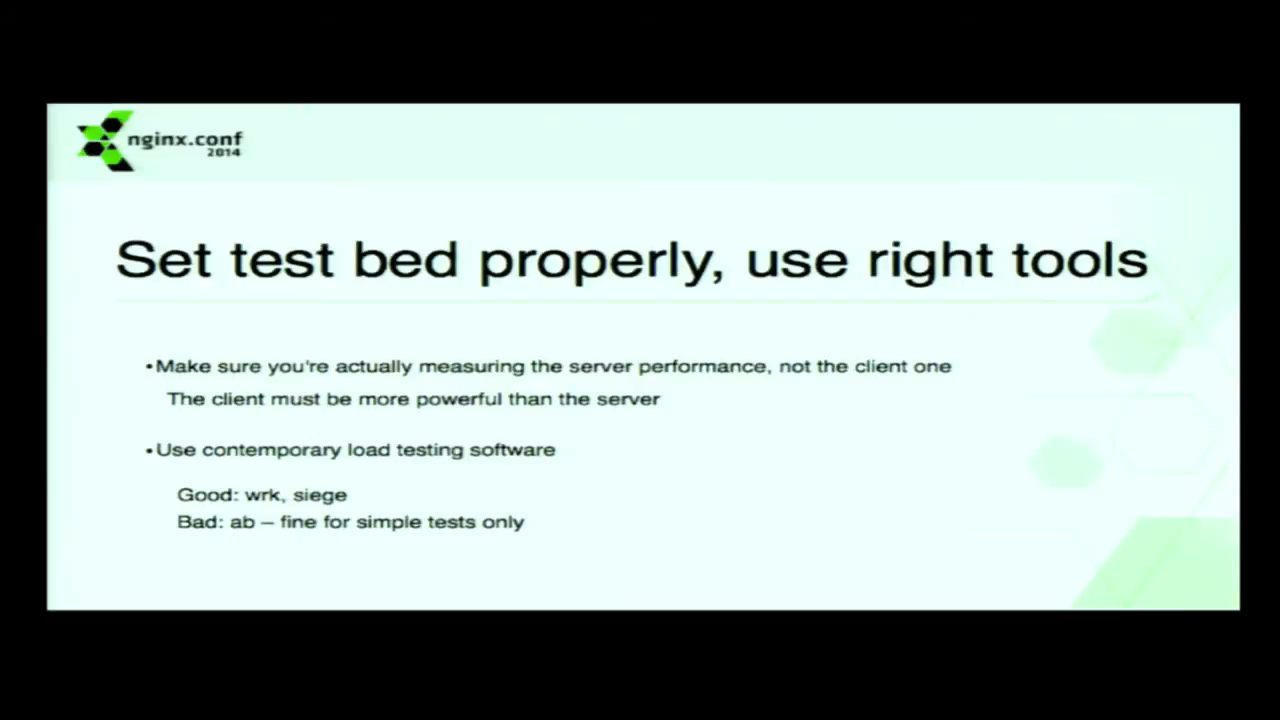 nginx.conf
2014
Set test bed properly, use right tools
•Make sure you're actually measuring the server performance, not the client one
The client must be more powerful than the server
•Use contemporary load testing software
Good: wrk, siege
Bad: ab – fine for simple tests only